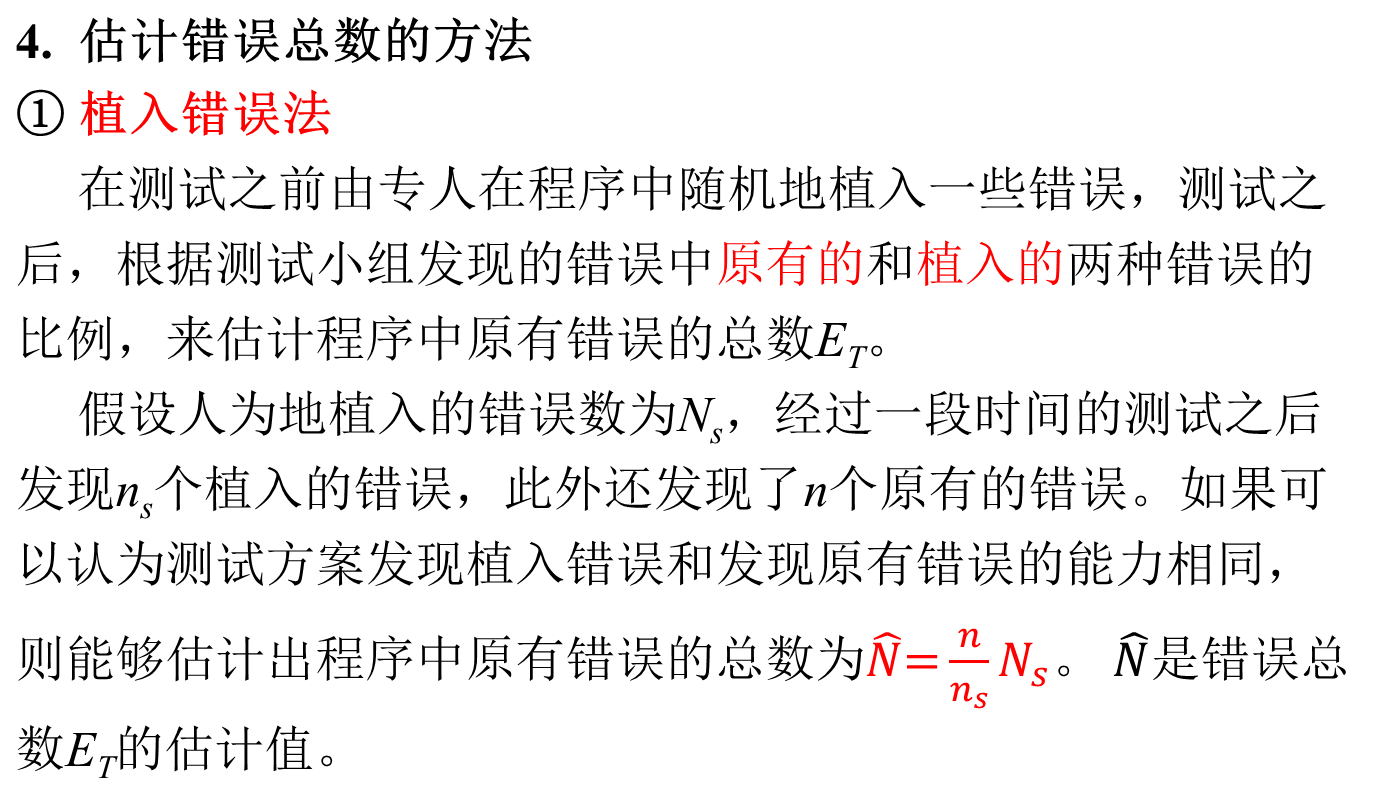 4. 估计错误总数的方法
① 植入错误法
在测试之前由专人在程序中随机地植入一些错误，测试之
后，根据测试小组发现的错误中原有的和植入的两种错误的
比例，来估计程序中原有错误的总数E_T。
假设人为地植入的错误数为N_s，经过一段时间的测试之后
发现n_s个植入的错误，此外还发现了n个原有的错误。如果可
以认为测试方案发现植入错误和发现原有错误的能力相同，
则能够估计出程序中原有错误的总数为N̂=n/n_s N_s。 N̂是错误总
数E_T的估计值。